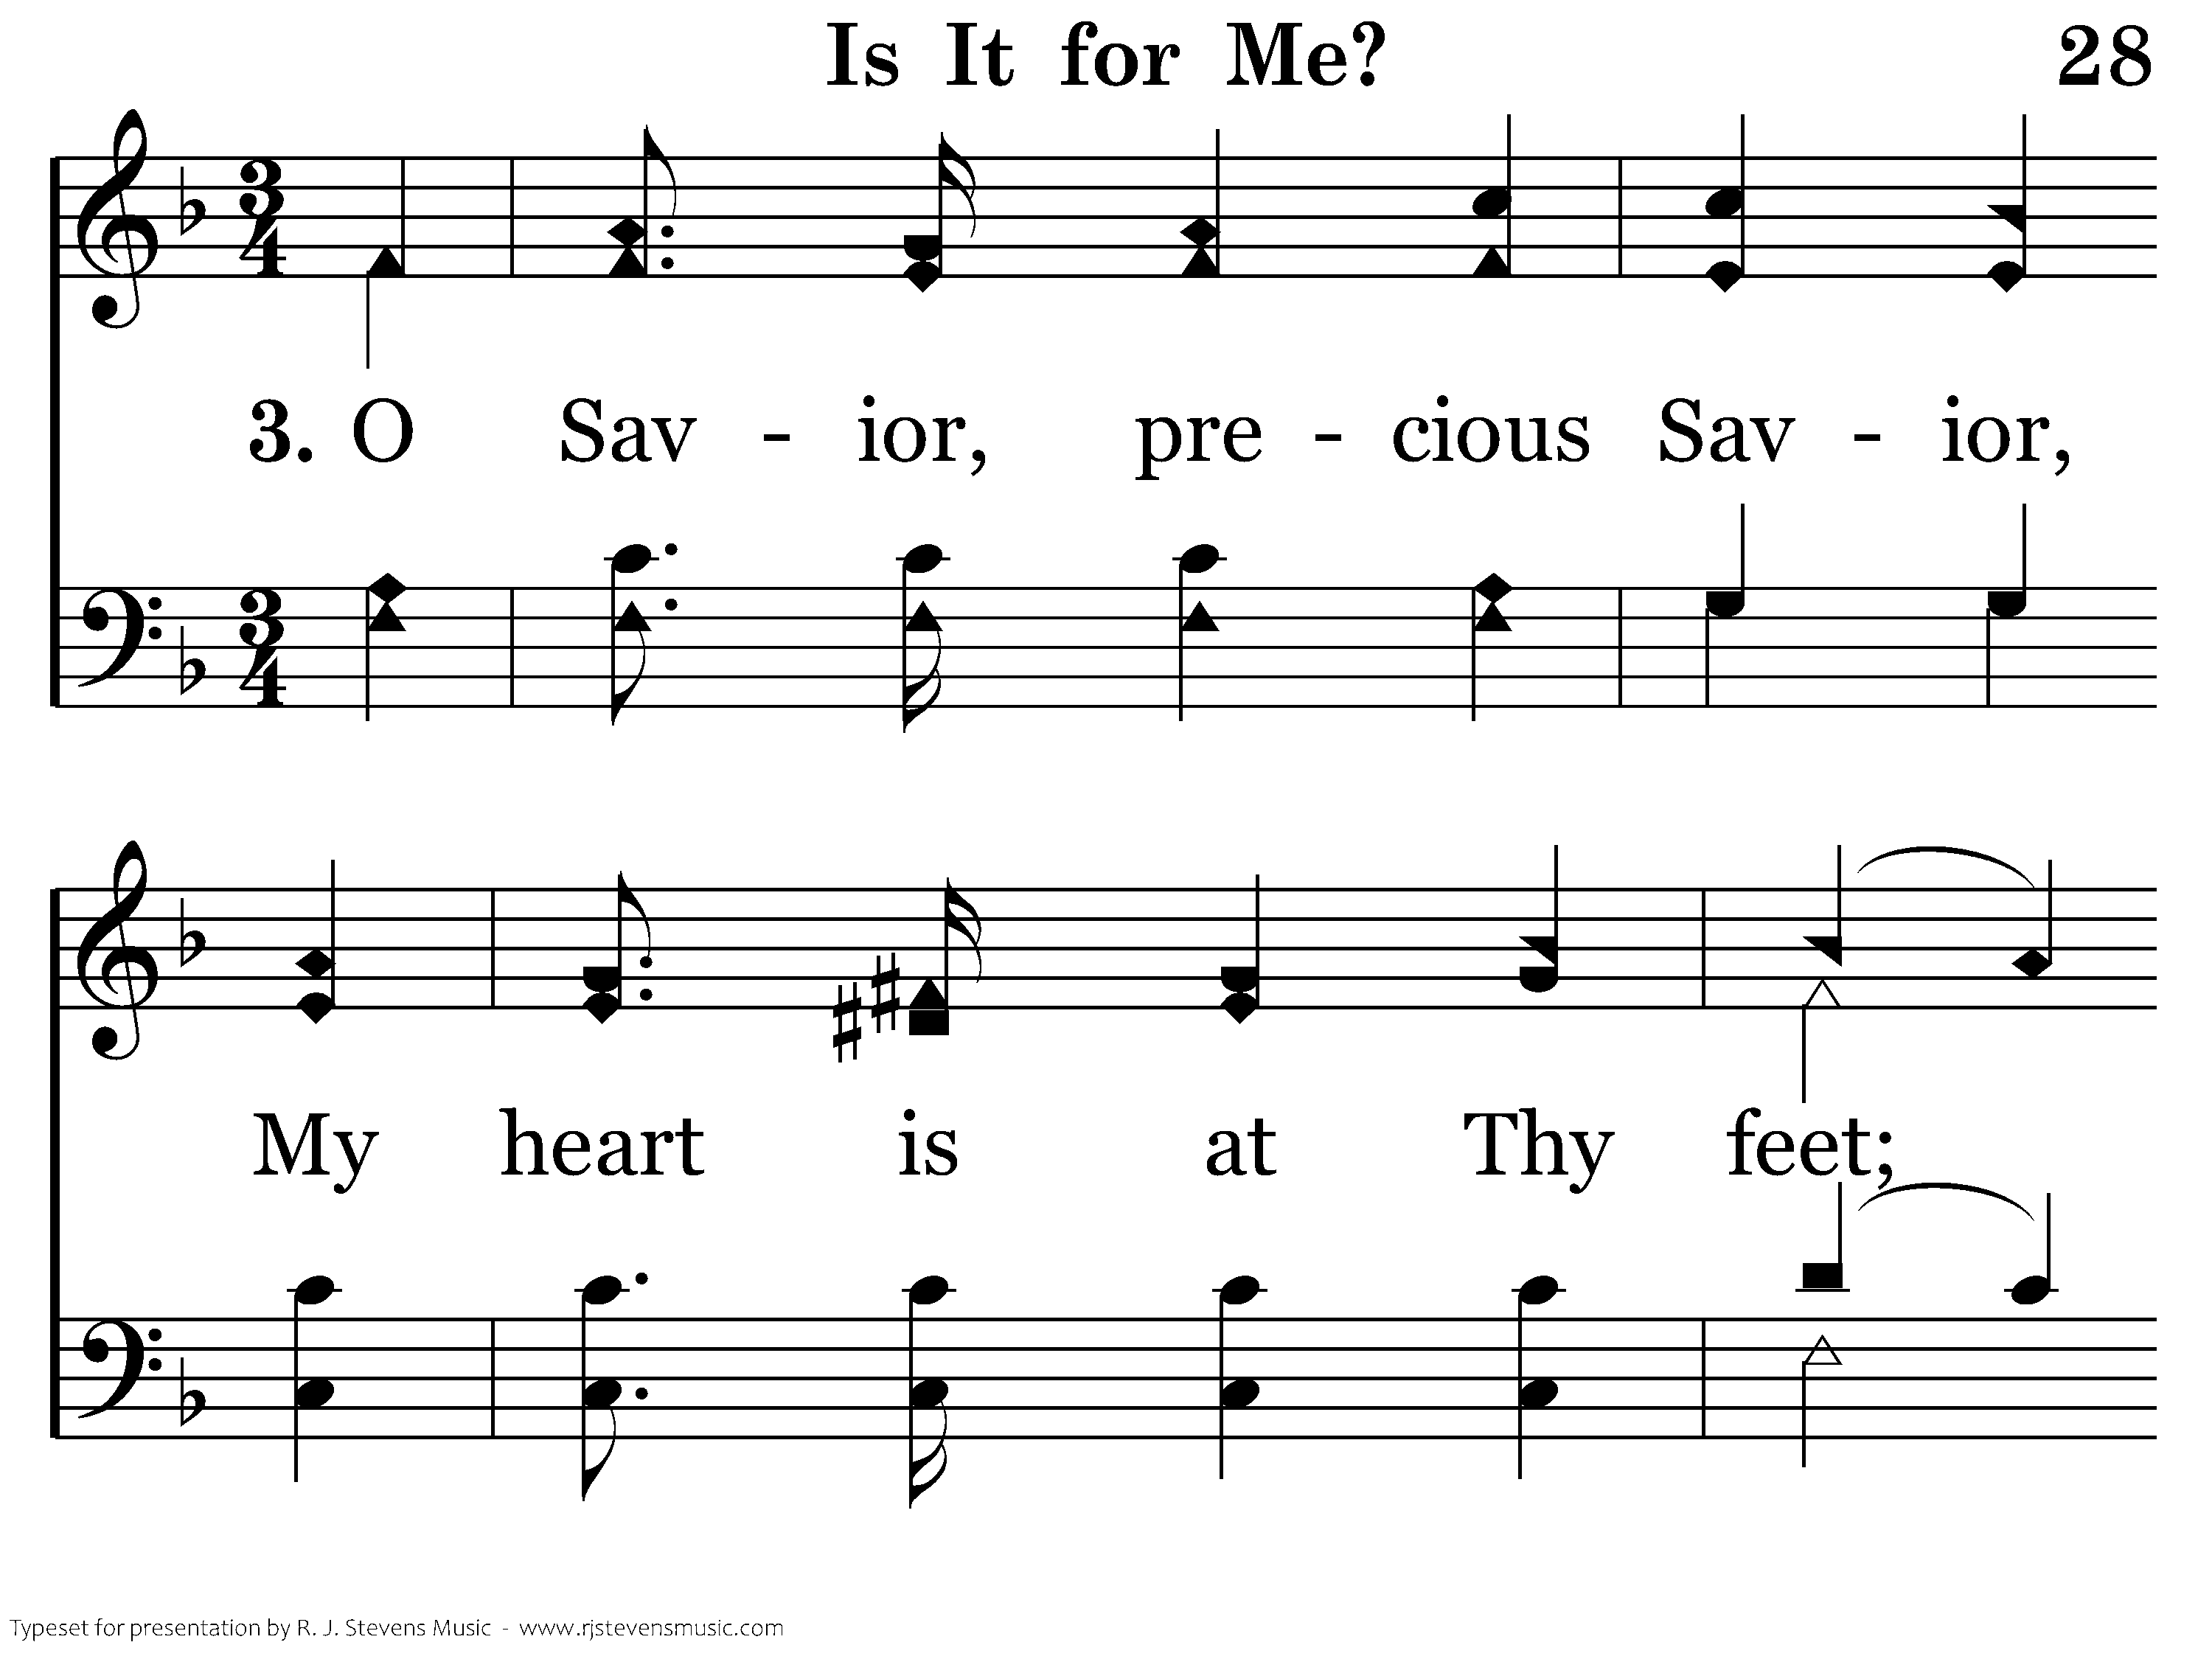 Is It for Me? 28
3. O Sav - ior, pre - cious Sav - ior,
My heart is at Thy feet;
Typeset for presentation by R. J. Stevens Music - www.rjstevensmusic.com